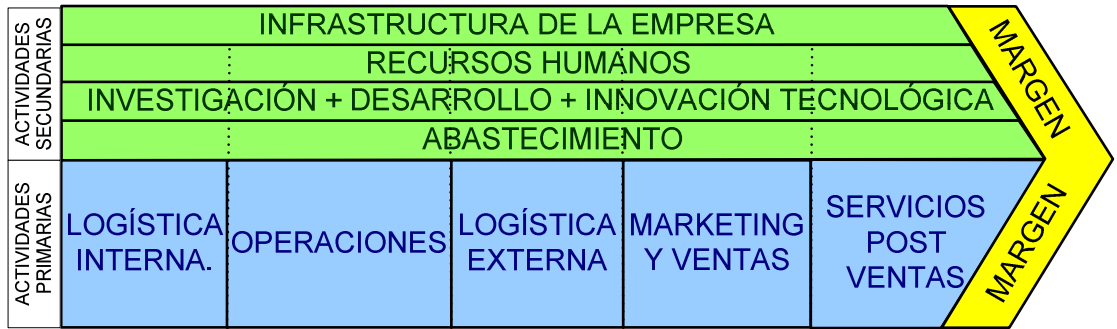 ACTIVIDADES
SECUNDARIAS
INFRASTRUCTURA DE LA EMPRESA
RECURSOS HUMANOS
INVESTIGACIÓN + DESARROLLO + INNOVACIÓN TECNOLÓGICA
ABASTECIMIENTO
MARGEN
ACTIVIDADES
PRIMARIAS
LOGÍSTICA
INTERNA.
OPERACIONES
LOGÍSTICA
EXTERNA
MARKETING
Y VENTAS
SERVICIOS
POST
VENTAS
MARGEN